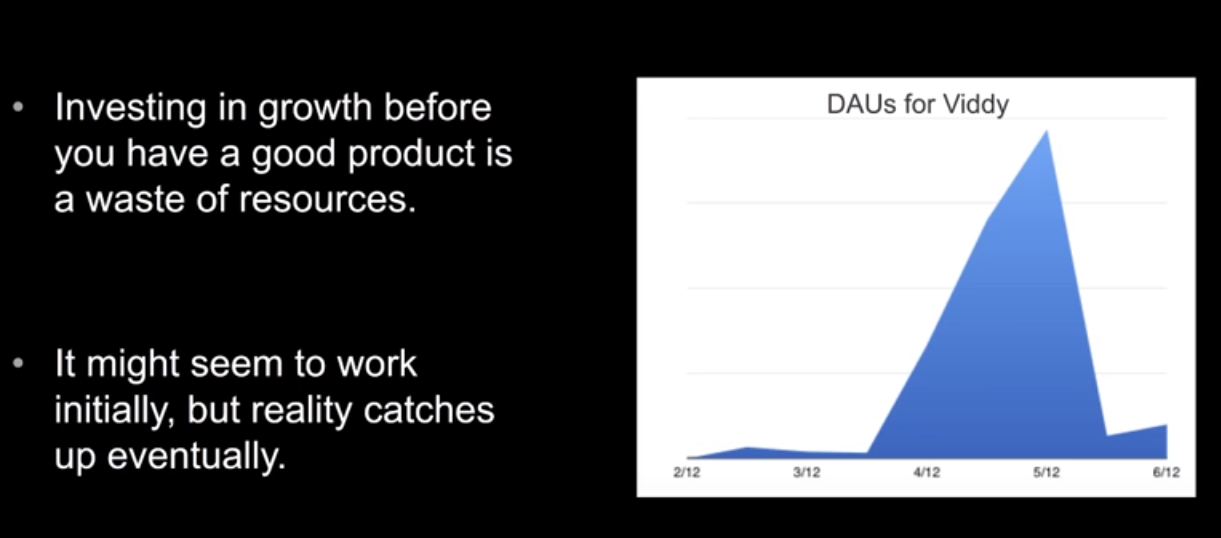 • Investing in growth before
you have a good product is
a waste of resources.
• It might seem to work
initially, but reality catches
up eventually.
DAUs for Viddy
2/12 3/12 4/12 5/12 6/12